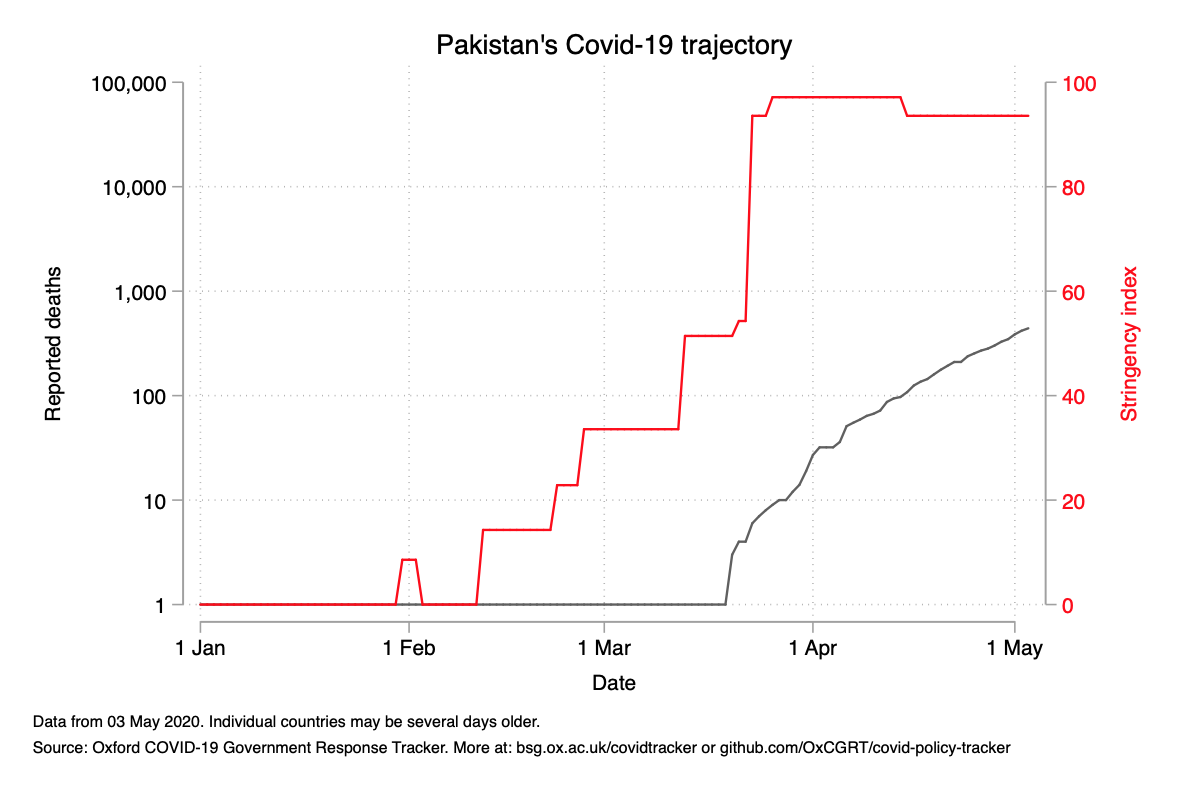 Pakistan's Covid-19 trajectory
100,000
10,000
1,000
100
10
1
Reported deaths
100
80
60
40
20
0
Stringency index
1 Jan
1 Feb
1 Mar
1 Apr
1 May
Date
Data from 03 May 2020. Individual countries may be several days older.
Source: Oxford COVID-19 Government Response Tracker. More at: bsg.ox.ac.uk/covidtracker or github.com/OxCGRT/covid-policy-tracker